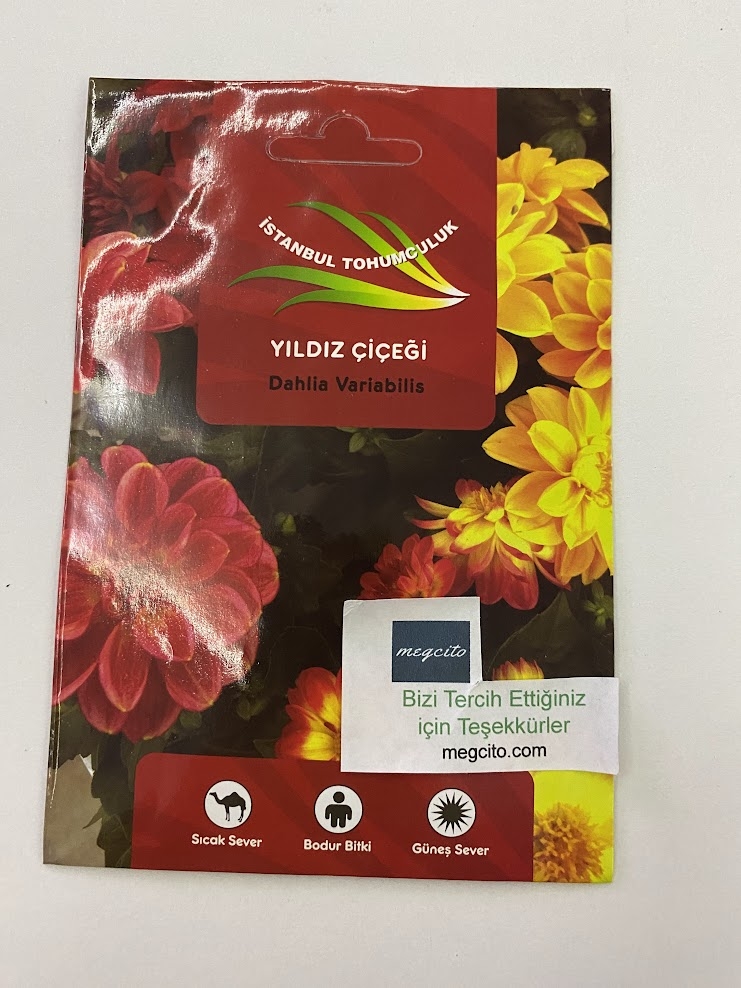 İSTANBUL TOHUMCULUK
YILDIZ ÇİÇEĞİ
Dahlia Variabilis
megcito
Bizi Tercih Ettiğiniz
için Teşekkürler
megcito.com
Sıcak Sever
Bodur Bitki
Güneş Sever